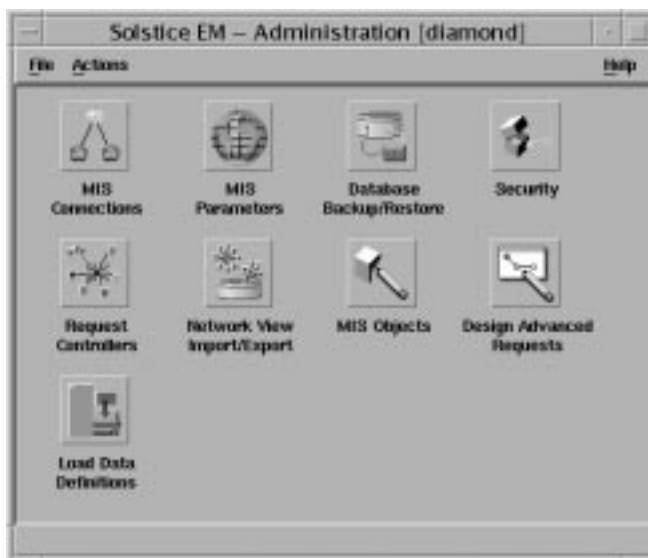 Solstice EM – Administration [diamond]
File Actions Help
MIS
Connections
MIS
Parameters
Database
Backup/Restore
Security
Request
Controllers
Network View
Import/Export
MIS Objects
Design Advanced
Requests
Load Data
Definitions